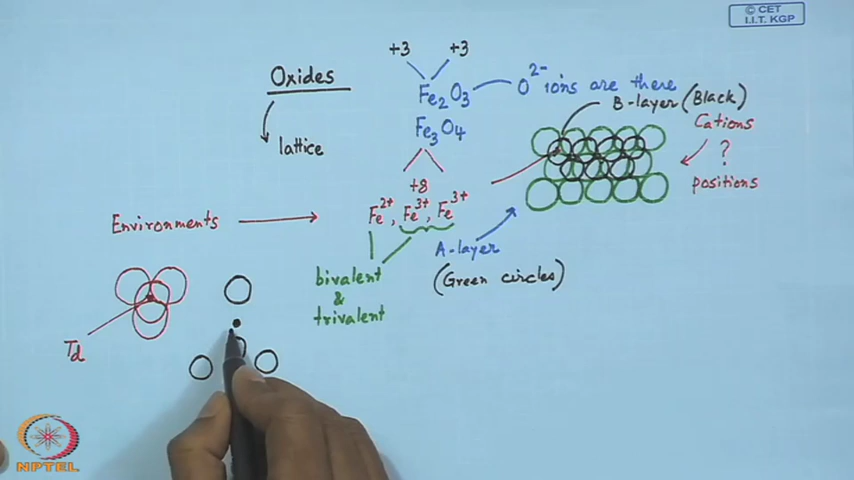 © CET
I.I.T. KGP
+3 +3
Oxides
Fe2O3
O2- ions are there
B-layer (Black)
Cations
?
positions
lattice
Fe3O4
+8
Fe2+, Fe3+, Fe3+
Environments
A-layer
(Green circles)
bivalent
&
trivalent
Td
NPTEL